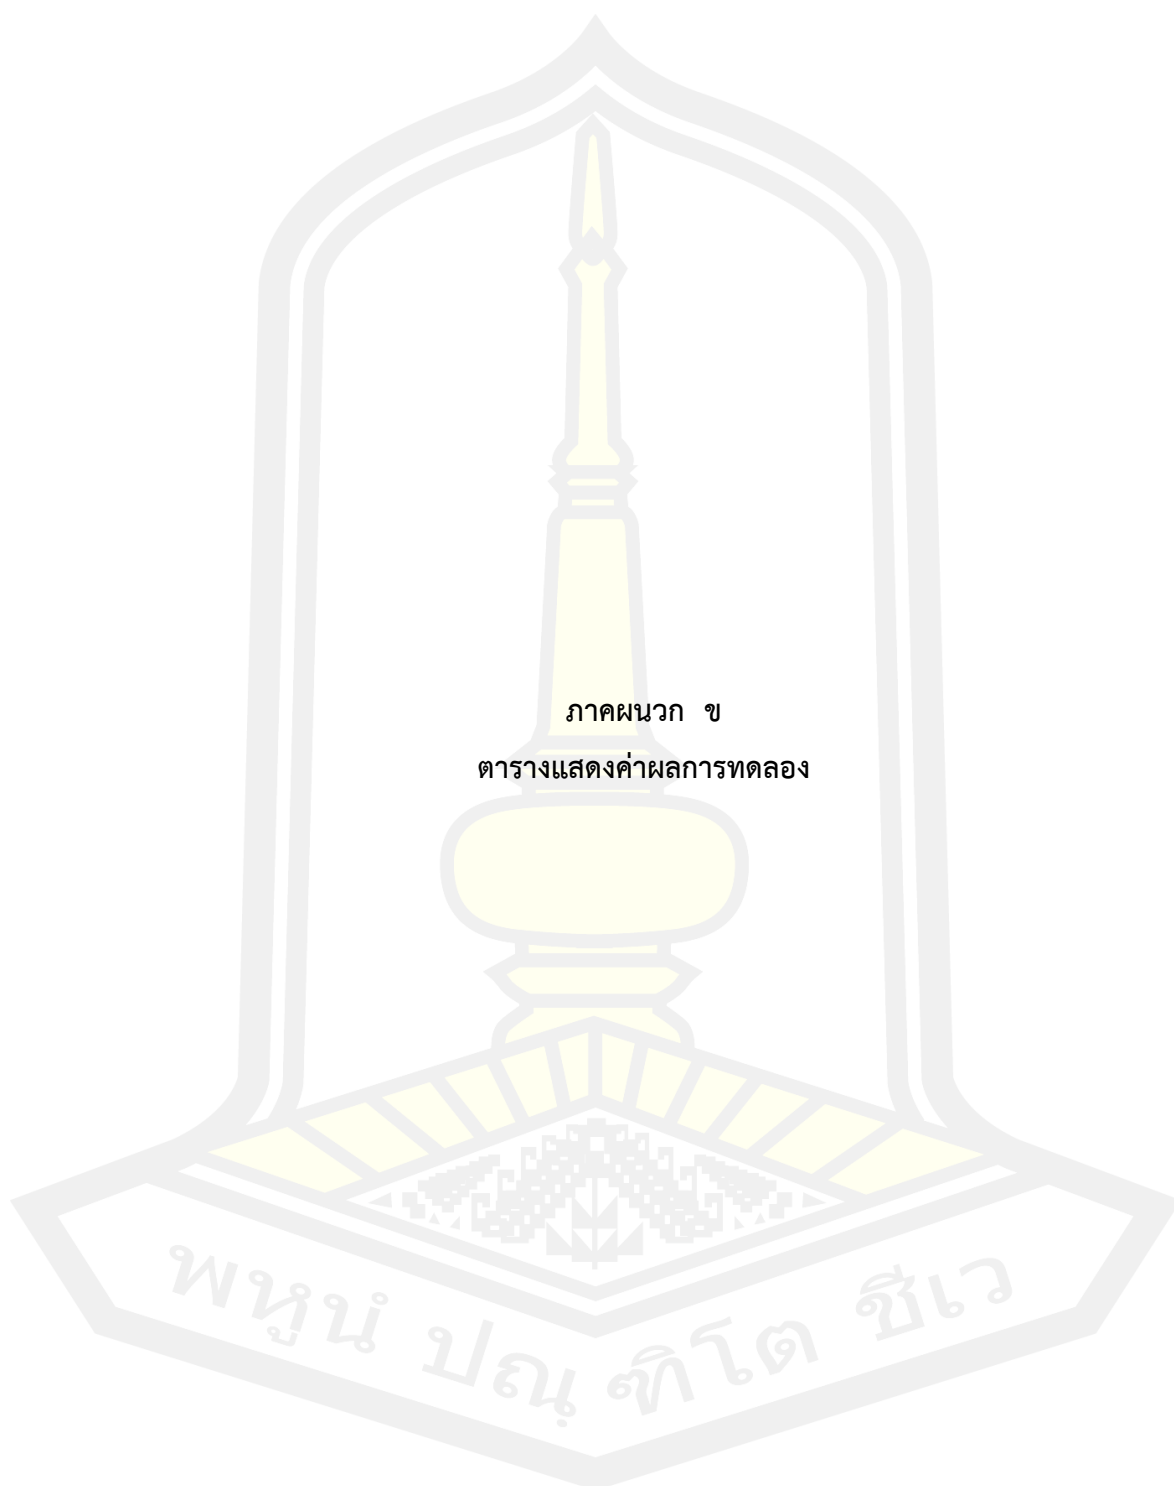 ภาคผนวก ข
ตารางแสดงค่าผลการทดลอง
พหูนํ ปณฺฑิโต ชีเว